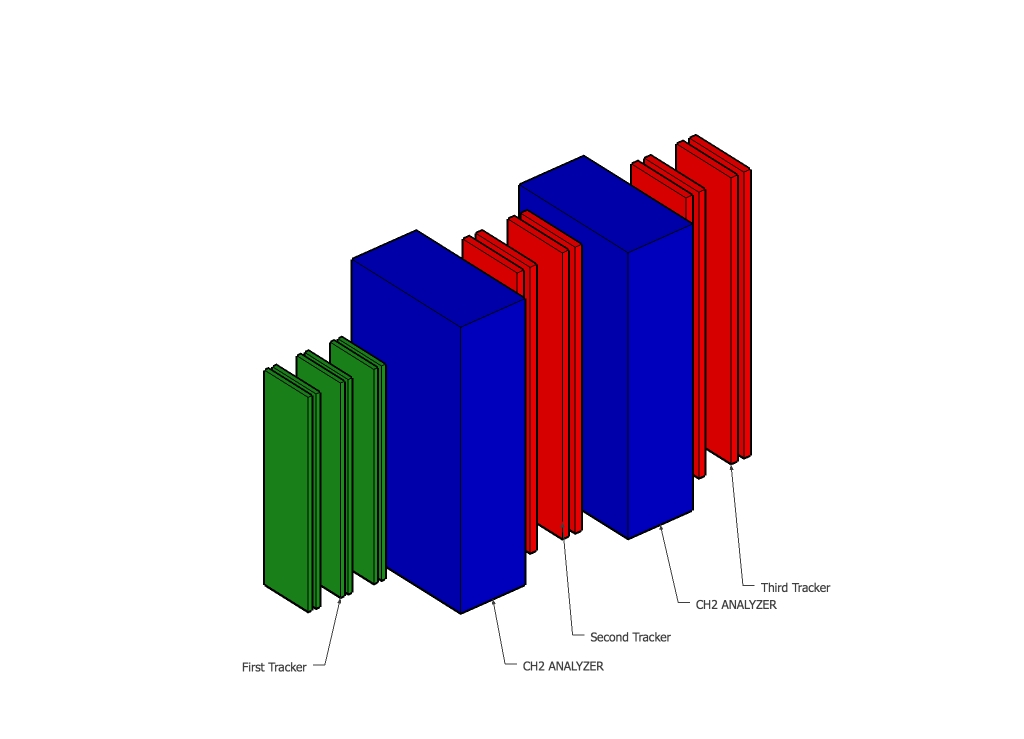 Third Tracker
CH2 ANALYZER
Second Tracker
CH2 ANALYZER
First Tracker